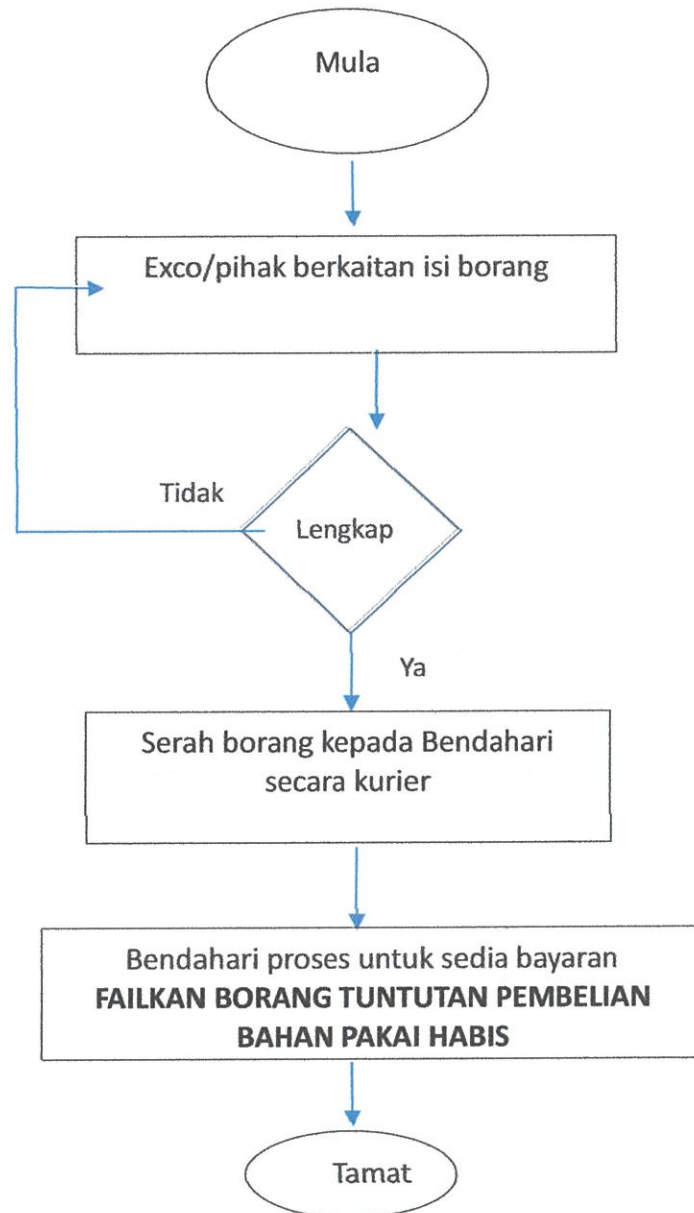 Mula
Exco/pihak berkaitan isi borang
Tidak
Lengkap
Ya
Serah borang kepada Bendahari
secara kurier
Bendahari proses untuk sedia bayaran
FAILKAN BORANG TUNTUTAN PEMBELIAN
BAHAN PAKAI HABIS
Tamat